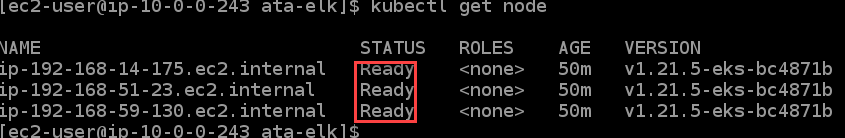 [ec2-user@ip-10-0-0-243 ata-elk]$ kubectl get node
NAME STATUS ROLES AGE VERSION
ip-192-168-14-175.ec2.internal Ready <none> 50m v1.21.5-eks-bc4871b
ip-192-168-51-23.ec2.internal Ready <none> 50m v1.21.5-eks-bc4871b
ip-192-168-59-130.ec2.internal Ready <none> 50m v1.21.5-eks-bc4871b
[ec2-user@ip-10-0-0-243 ata-elk]$